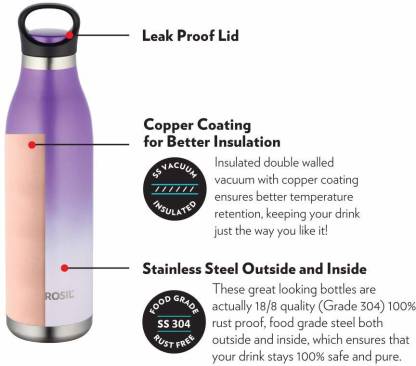 Leak Proof Lid
Copper Coating
for Better Insulation
SS VACUUM
INSULATED
Insulated double walled
vacuum with copper coating
ensures better temperature
retention, keeping your drink
just the way you like it!
Stainless Steel Outside and Inside
ROSIL
FOOD GRADE
SS 304
RUST FREE
These great looking bottles are
actually 18/8 quality (Grade 304) 100%
rust proof, food grade steel both
outside and inside, which ensures that
your drink stays 100% safe and pure.